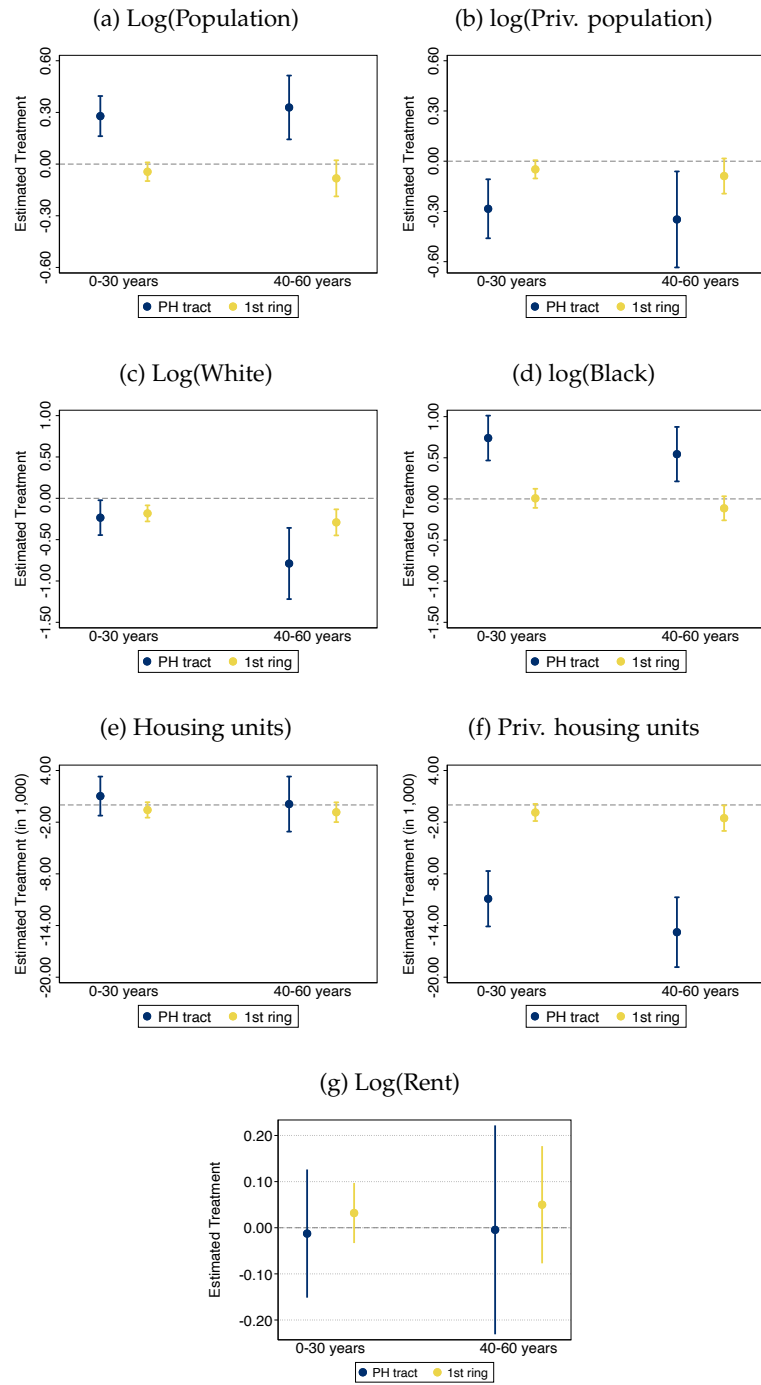 (a) Log(Population)
Estimated Treatment
0.60
0.30
0.00
-0.30
-0.60
0-30 years 40-60 years
PH tract 1st ring
(b) log(Priv. population)
Estimated Treatment
0.60
0.30
0.00
-0.30
-0.60
0-30 years 40-60 years
PH tract 1st ring
(c) Log(White)
Estimated Treatment
1.00
0.50
0.00
-0.50
-1.00
-1.50
0-30 years 40-60 years
PH tract 1st ring
(d) log(Black)
Estimated Treatment
1.00
0.50
0.00
-0.50
-1.00
-1.50
0-30 years 40-60 years
PH tract 1st ring
(e) Housing units)
Estimated Treatment (in 1,000)
4.00
-2.00
-8.00
-14.00
-20.00
0-30 years 40-60 years
PH tract 1st ring
(f) Priv. housing units
Estimated Treatment (in 1,000)
4.00
-2.00
-8.00
-14.00
-20.00
0-30 years 40-60 years
PH tract 1st ring
(g) Log(Rent)
Estimated Treatment
0.20
0.10
0.00
-0.10
-0.20
0-30 years 40-60 years
PH tract 1st ring